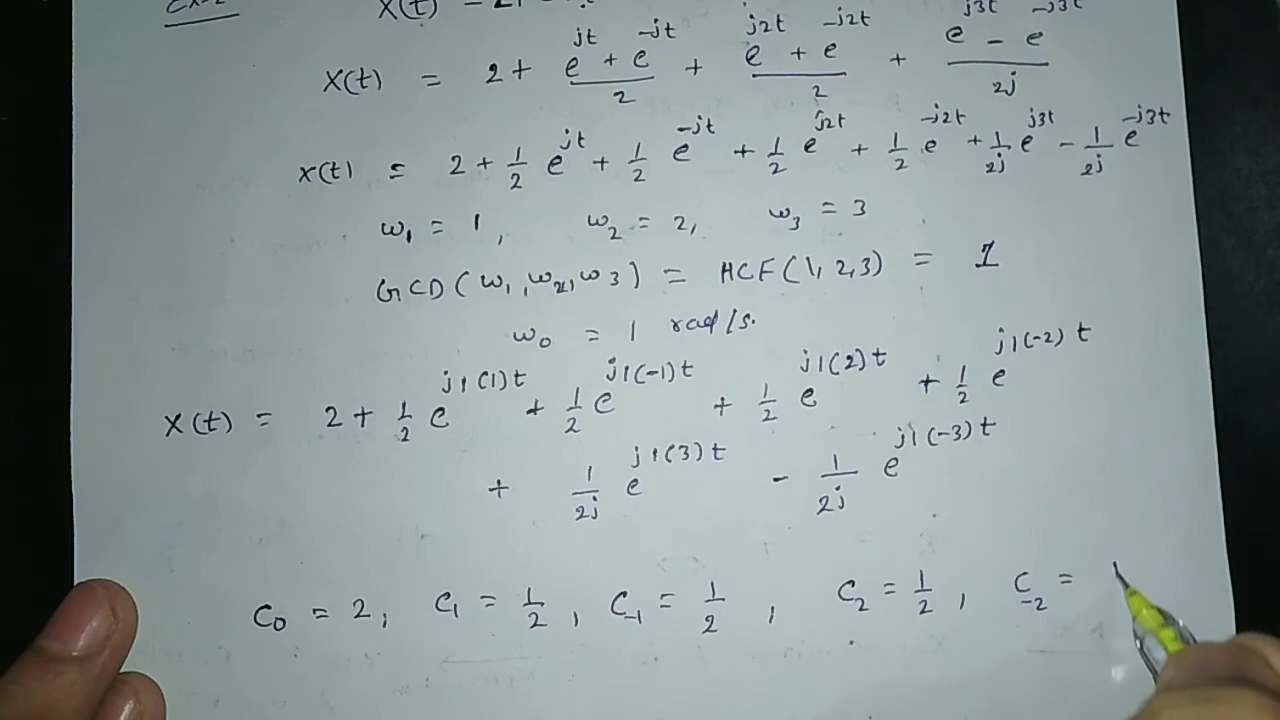 Ex-2 X(t) = 2
X(t) = 2 + (e^{jt} + e^{-jt})/2 + (e^{j2t} + e^{-j2t})/2 + (e^{j3t} - e^{-j3t})/2j
x(t) = 2 + 1/2 e^{jt} + 1/2 e^{-jt} + 1/2 e^{j2t} + 1/2 e^{-j2t} + 1/2j e^{j3t} - 1/2j e^{-j3t}
ω₁ = 1, ω₂ = 2, ω₃ = 3
GCD(ω₁, ω₂, ω3) = HCF(1, 2, 3) = 1
ω₀ = 1 rad/s.
X(t) = 2 + 1/2 e^{j1(1)t} + 1/2 e^{j1(-1)t} + 1/2 e^{j1(2)t} + 1/2 e^{j1(-2)t}
+ 1/2j e^{j1(3)t} - 1/2j e^{j1(-3)t}
C₀ = 2, C₁ = 1/2, C₋₁ = 1/2, C₂ = 1/2, C₋₂ =